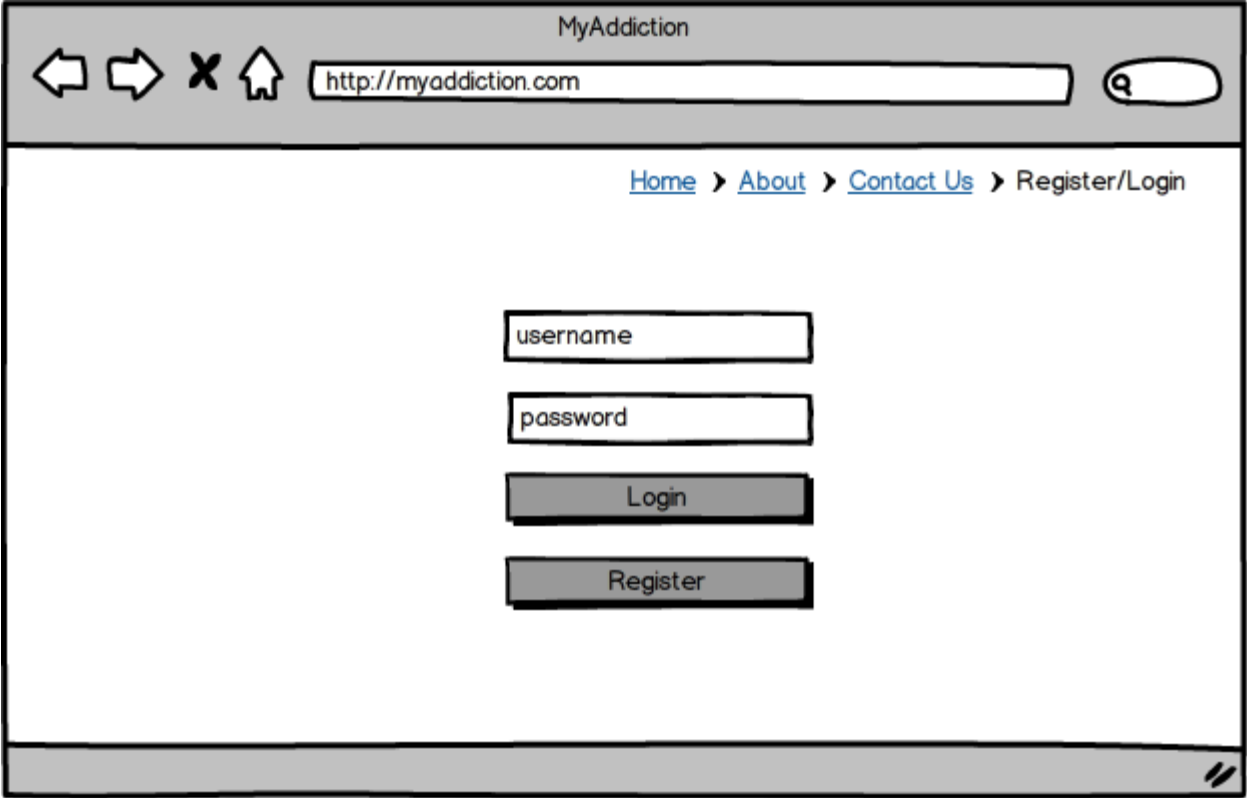 MyAddiction
http://myaddiction.com
Home > About > Contact Us > Register/Login
username
password
Login
Register